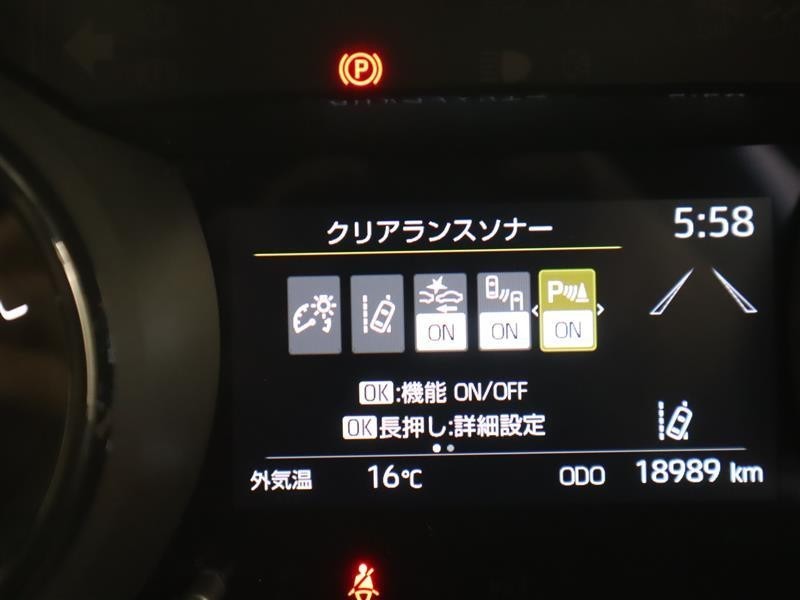 P
クリアランスソナー
5:58
ON
ON
P
ON
OK:機能 ON/OFF
OK長押し:詳細設定
外気温 16℃ ODO 18989 km